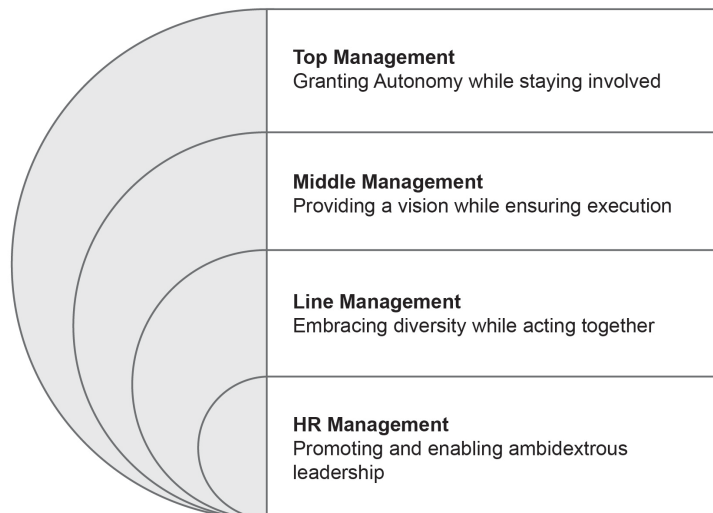 Top Management
Granting Autonomy while staying involved
Middle Management
Providing a vision while ensuring execution
Line Management
Embracing diversity while acting together
HR Management
Promoting and enabling ambidextrous
leadership